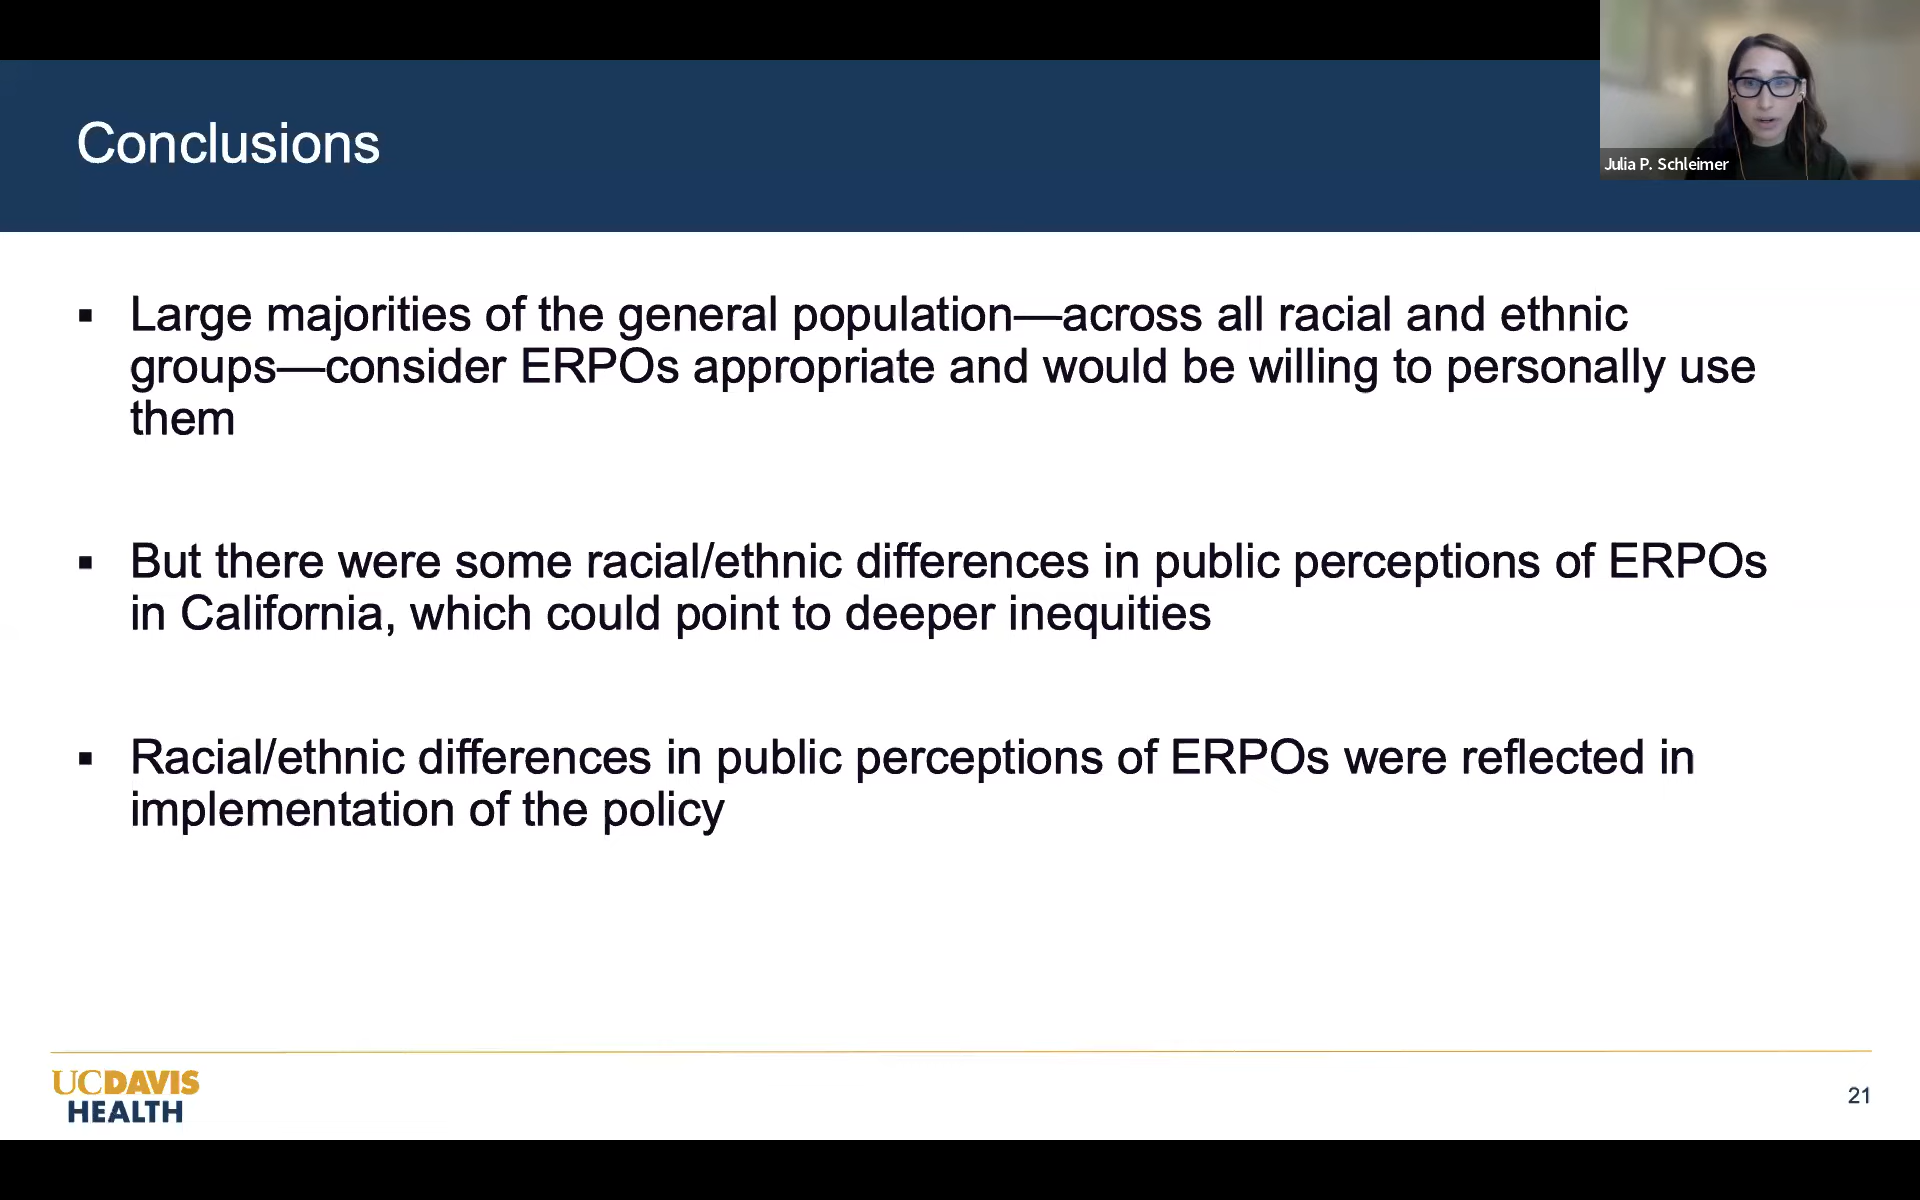 Conclusions
Julia P. Schleimer
▪ Large majorities of the general population—across all racial and ethnic
groups—consider ERPOs appropriate and would be willing to personally use
them
▪ But there were some racial/ethnic differences in public perceptions of ERPOs
in California, which could point to deeper inequities
▪ Racial/ethnic differences in public perceptions of ERPOs were reflected in
implementation of the policy
UCDAVIS
HEALTH
21